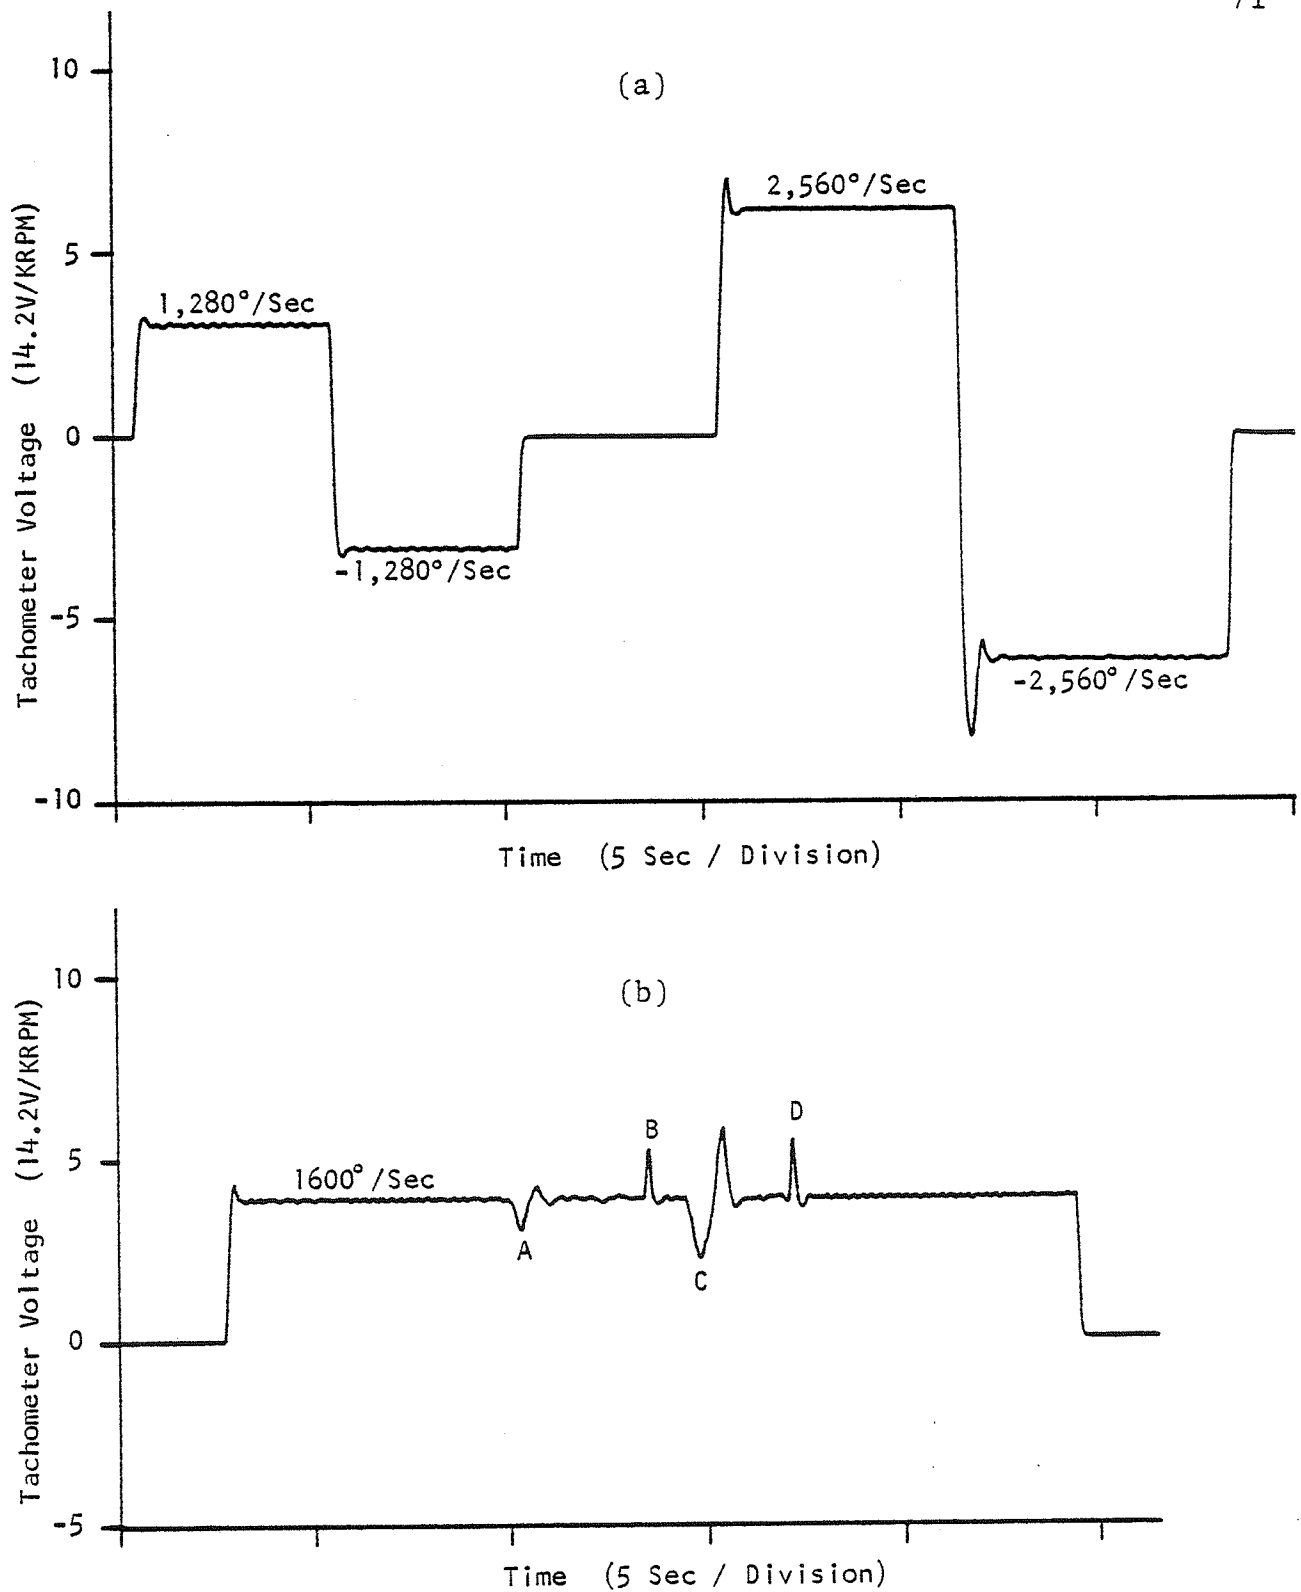 (a)
10
5
0
-5
-10
Tachometer Voltage (14.2V/KRPM)
1,280°/Sec
-1,280°/Sec
2,560°/Sec
-2,560°/Sec
Time (5 Sec / Division)
(b)
10
5
0
-5
Tachometer Voltage (14.2V/KRPM)
1600°/Sec
A
B
C
D
Time (5 Sec / Division)